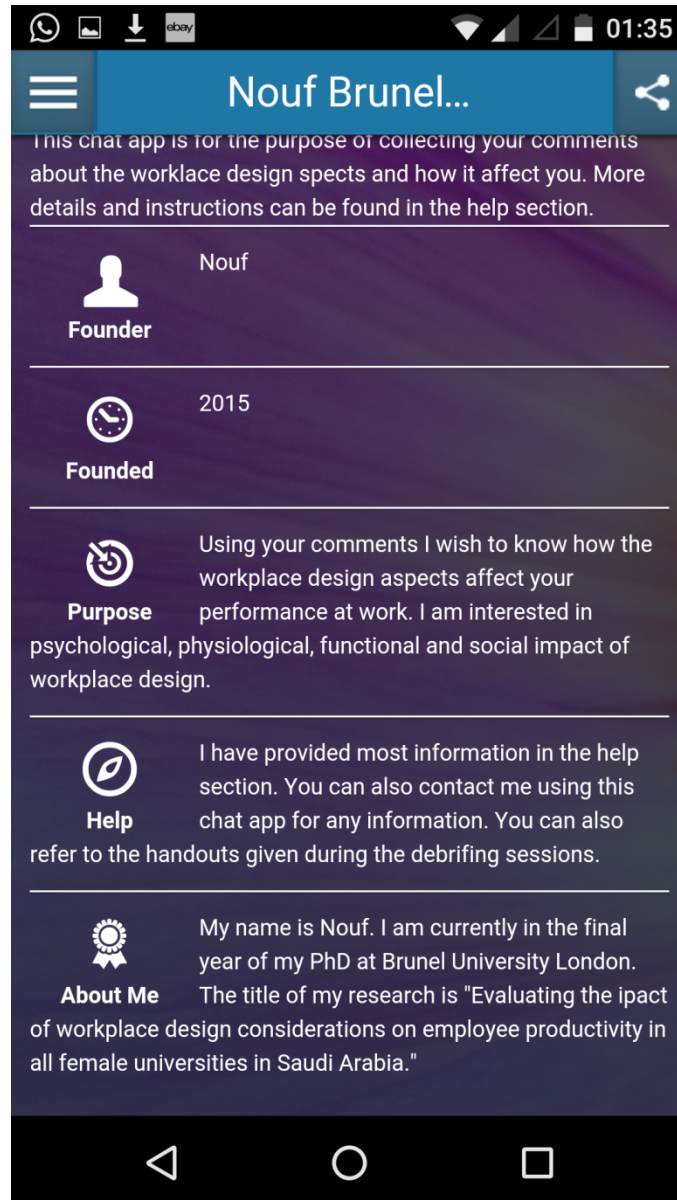 ebay
01:35
Nouf Brunel...
This chat app is for the purpose of collecting your comments
about the worklace design spects and how it affect you. More
details and instructions can be found in the help section.
Nouf
Founder
2015
Founded
Using your comments I wish to know how the
workplace design aspects affect your
Purpose performance at work. I am interested in
psychological, physiological, functional and social impact of
workplace design.
I have provided most information in the help
section. You can also contact me using this
Help chat app for any information. You can also
refer to the handouts given during the debrifing sessions.
My name is Nouf. I am currently in the final
year of my PhD at Brunel University London.
About Me The title of my research is "Evaluating the ipact
of workplace design considerations on employee productivity in
all female universities in Saudi Arabia."